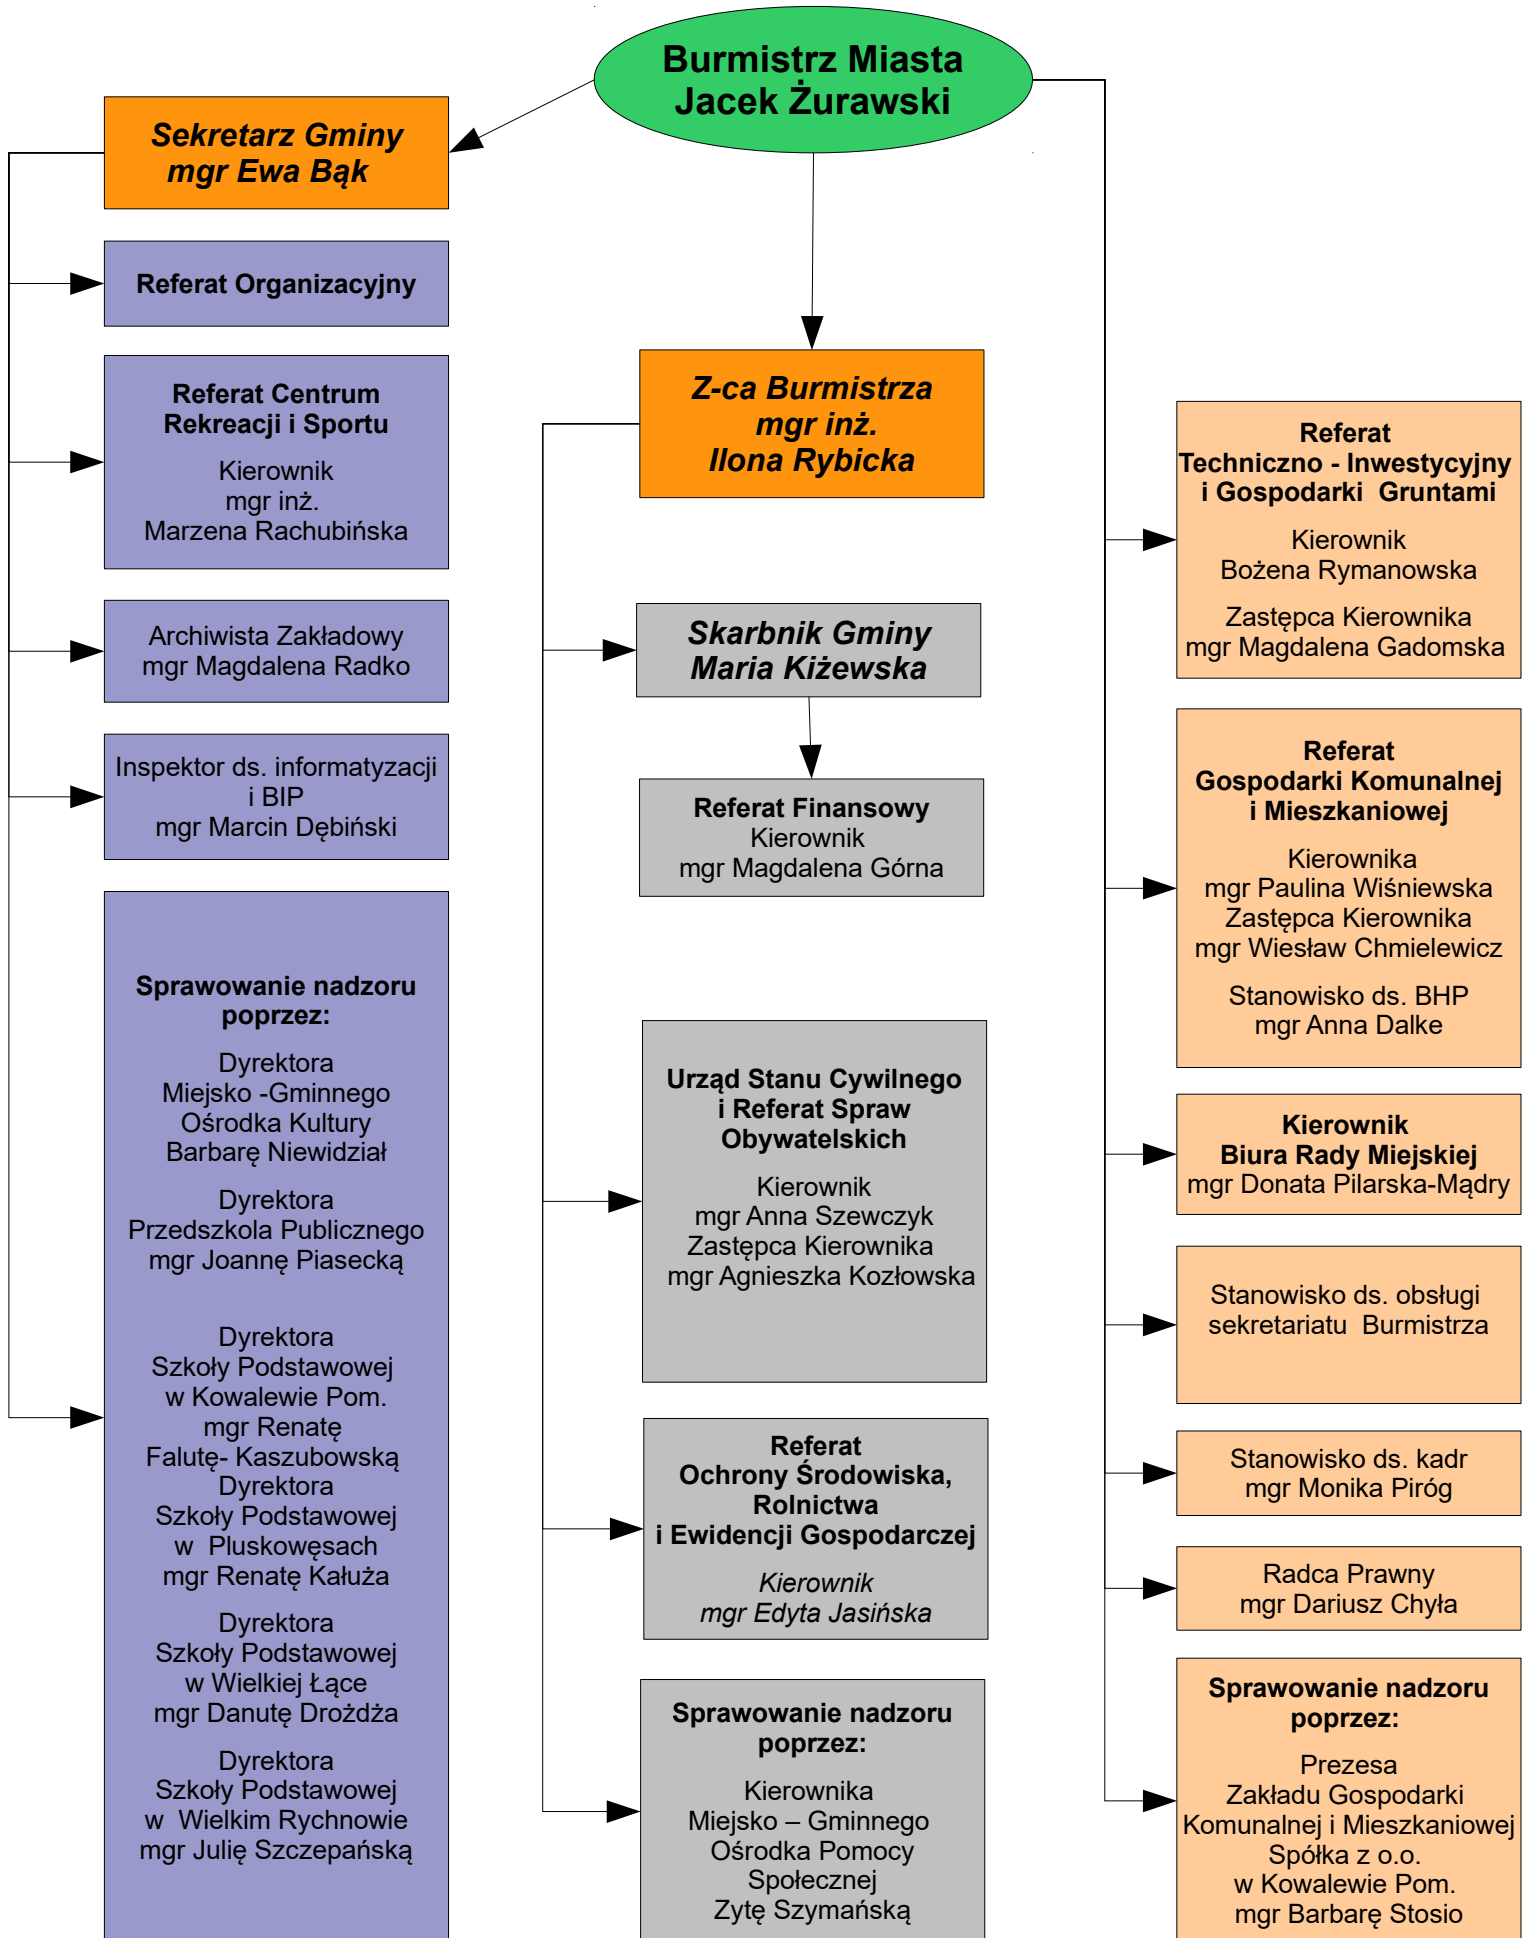 Burmistrz Miasta
Jacek Żurawski
Sekretarz Gminy
mgr Ewa Bąk
Referat Organizacyjny
Referat Centrum
Rekreacji i Sportu
Kierownik
mgr inż.
Marzena Rachubińska
Archiwista Zakładowy
mgr Magdalena Radko
Inspektor ds. informatyzacji
i BIP
mgr Marcin Dębiński
Sprawowanie nadzoru
poprzez:
Dyrektora
Miejsko -Gminnego
Ośrodka Kultury
Barbarę Niewidział
Dyrektora
Przedszkola Publicznego
mgr Joannę Piasecką
Dyrektora
Szkoły Podstawowej
w Kowalewie Pom.
mgr Renatę
Falutę- Kaszubowską
Dyrektora
Szkoły Podstawowej
w  Pluskowęsach
mgr Renatę Kałuża
Dyrektora
Szkoły Podstawowej
w Wielkiej Łące
mgr Danutę Drożdża
Dyrektora
Szkoły Podstawowej
w  Wielkim Rychnowie
mgr Julię Szczepańską
Z-ca Burmistrza
mgr inż.
Ilona Rybicka
Skarbnik Gminy
Maria Kiżewska
Referat Finansowy
Kierownik
mgr Magdalena Górna
Urząd Stanu Cywilnego
i Referat Spraw
Obywatelskich
Kierownik
mgr Anna Szewczyk
Zastępca Kierownika
mgr Agnieszka Kozłowska
Referat
Ochrony Środowiska,
Rolnictwa
i Ewidencji Gospodarczej
Kierownik
mgr Edyta Jasińska
Sprawowanie nadzoru
poprzez:
Kierownika
Miejsko – Gminnego
Ośrodka Pomocy
Społecznej
Zytę Szymańską
Referat
Techniczno - Inwestycyjny
i Gospodarki  Gruntami
Kierownik
Bożena Rymanowska
Zastępca Kierownika
mgr Magdalena Gadomska
Referat
Gospodarki Komunalnej
i Mieszkaniowej
Kierownika
mgr Paulina Wiśniewska
Zastępca Kierownika
mgr Wiesław Chmielewicz
Stanowisko ds. BHP
mgr Anna Dalke
Kierownik
Biura Rady Miejskiej
mgr Donata Pilarska-Mądry
Stanowisko ds. obsługi
sekretariatu  Burmistrza
Stanowisko ds. kadr
mgr Monika Piróg
Radca Prawny
mgr Dariusz Chyła
Sprawowanie nadzoru
poprzez:
Prezesa
Zakładu Gospodarki
Komunalnej i Mieszkaniowej
Spółka z o.o.
w Kowalewie Pom.
mgr Barbarę Stosio